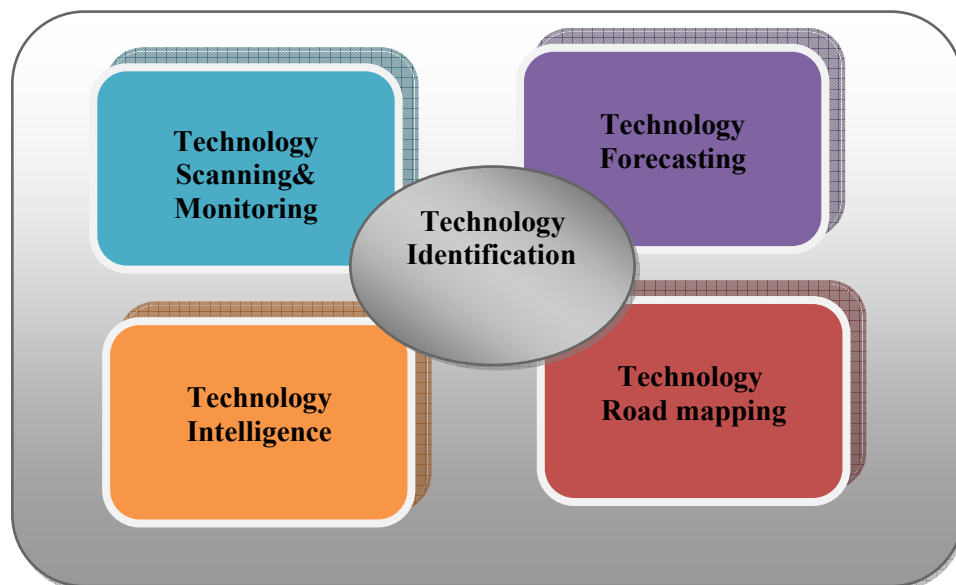 Technology
Scanning&
Monitoring
Technology
Forecasting
Technology
Identification
Technology
Intelligence
Technology
Road mapping